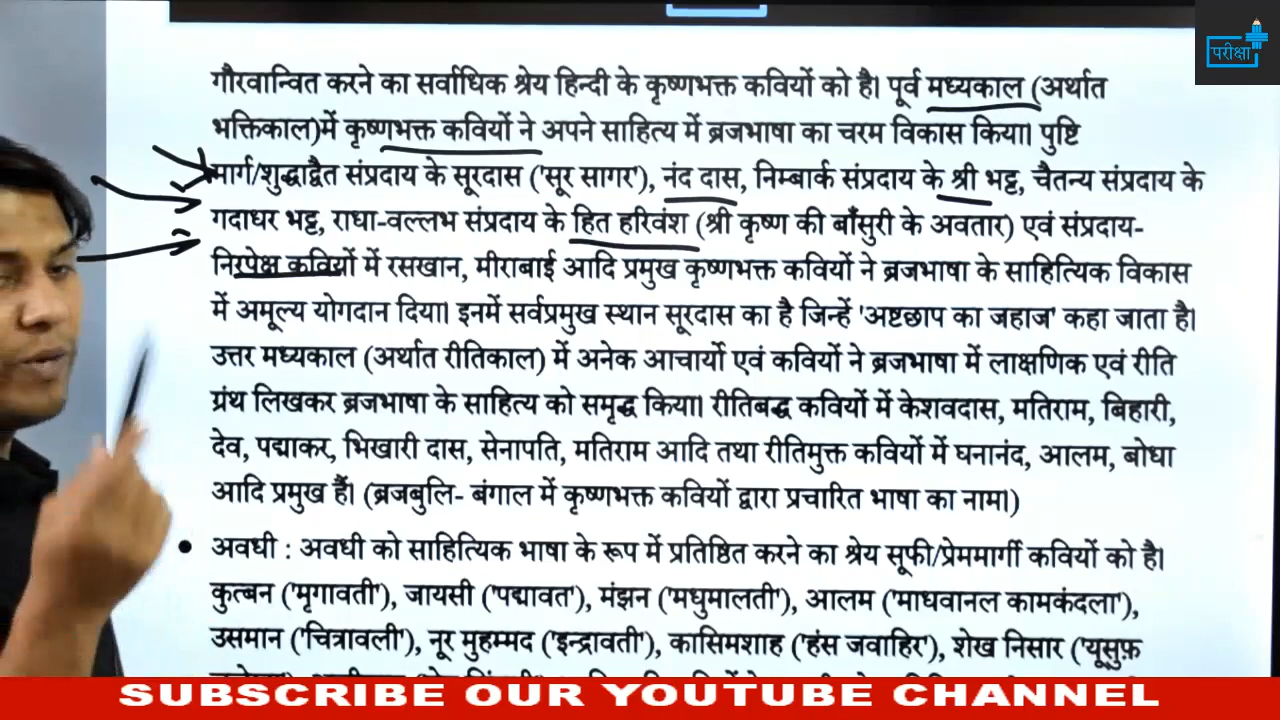 परीक्षा
गौरवान्वित करने का सर्वाधिक श्रेय हिन्दी के कृष्णभक्त कवियों को है। पूर्व मध्यकाल (अर्थात
भक्तिकाल)में कृष्णभक्त कवियों ने अपने साहित्य में ब्रजभाषा का चरम विकास किया। पुष्टि
मार्ग/शुद्धाद्वैत संप्रदाय के सूरदास ('सूर सागर'), नंद दास, निम्बार्क संप्रदाय के श्री भट्ट, चैतन्य संप्रदाय के
गदाधर भट्ट, राधा-वल्लभ संप्रदाय के हित हरिवंश (श्री कृष्ण की बाँसुरी के अवतार) एवं संप्रदाय-
निरपेक्ष कवियों में रसखान, मीराबाई आदि प्रमुख कृष्णभक्त कवियों ने ब्रजभाषा के साहित्यिक विकास
में अमूल्य योगदान दिया। इनमें सर्वप्रमुख स्थान सूरदास का है जिन्हें 'अष्टछाप का जहाज' कहा जाता है।
उत्तर मध्यकाल (अर्थात रीतिकाल) में अनेक आचार्यो एवं कवियों ने ब्रजभाषा में लाक्षणिक एवं रीति
ग्रंथ लिखकर ब्रजभाषा के साहित्य को समृद्ध किया। रीतिबद्ध कवियों में केशवदास, मतिराम, बिहारी,
देव, पद्माकर, भिखारी दास, सेनापति, मतिराम आदि तथा रीतिमुक्त कवियों में घनानंद, आलम, बोधा
आदि प्रमुख हैं। (ब्रजबुलि- बंगाल में कृष्णभक्त कवियों द्वारा प्रचारित भाषा का नाम।)
• अवधी : अवधी को साहित्यिक भाषा के रूप में प्रतिष्ठित करने का श्रेय सूफी/प्रेममार्गी कवियों को है।
कुत्बन ('मृगावती'), जायसी ('पद्मावत'), मंझन ('मधुमालती'), आलम ('माधवानल कामकंदला'),
उसमान ('चित्रावली'), नूर मुहम्मद ('इन्द्रावती'), कासिमशाह ('हंस जवाहिर'), शेख निसार ('यूसुफ़
SUBSCRIBE OUR YOUTUBE CHANNEL